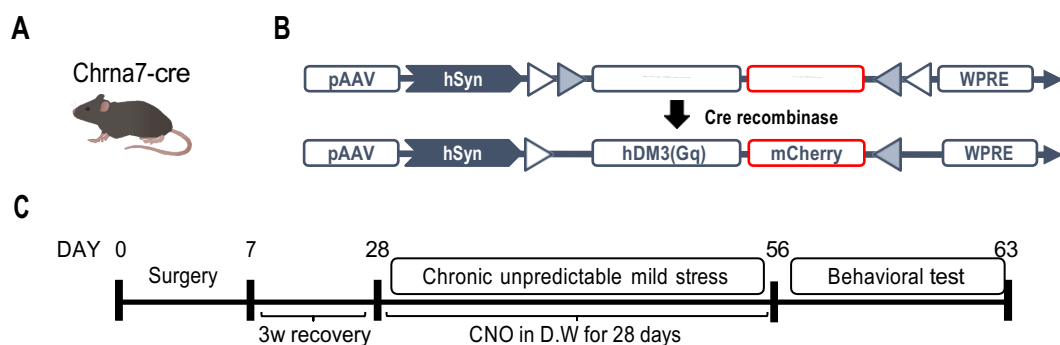 A
Chrna7-cre
B
pAAV hSyn WPRE
Cre recombinase
pAAV hSyn hDM3(Gq) mCherry WPRE
C
DAY 0 7 28 56 63
Surgery Chronic unpredictable mild stress Behavioral test
3w recovery CNO in D.W for 28 days